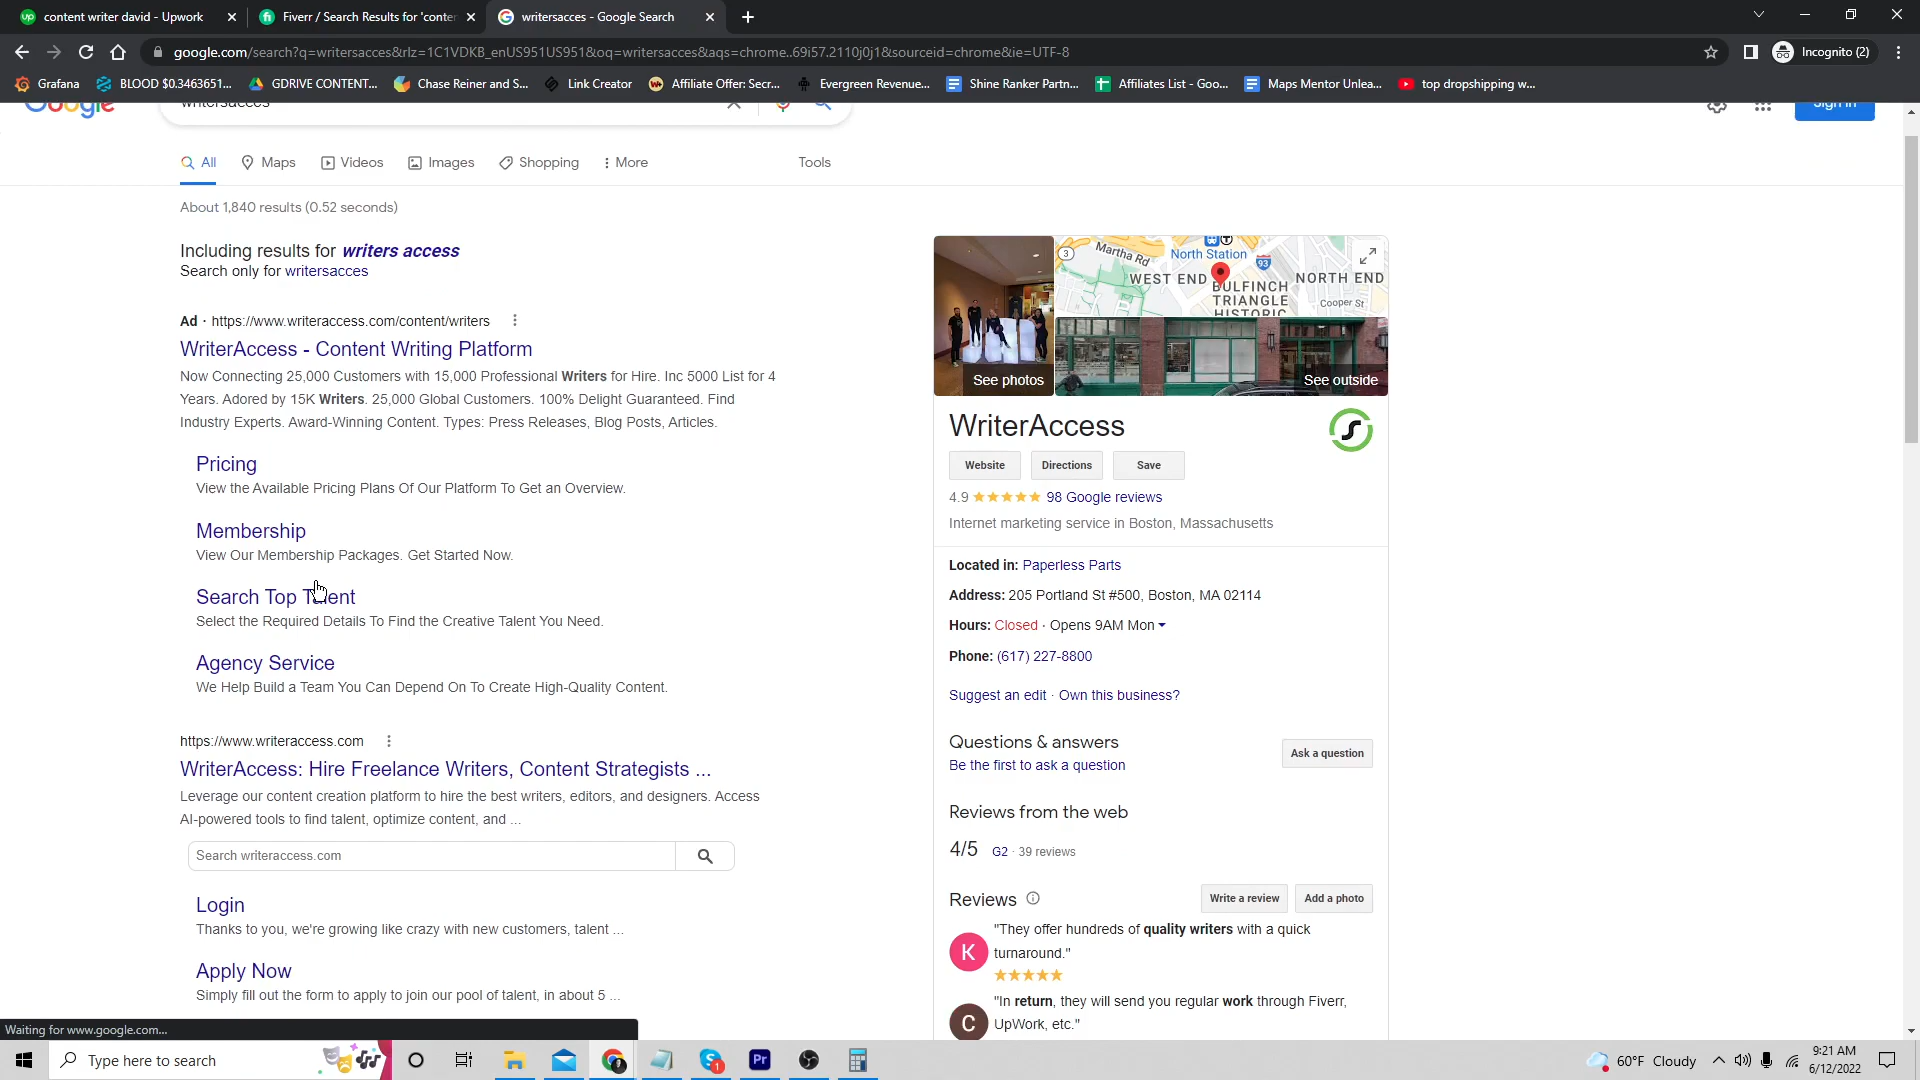 content writer david - Upwork
Fiverr / Search Results for 'conter
writersacces - Google Search
google.com/search?q=writersacces&rlz=1C1VDKB_enUS951US951&oq=writersacces&aqs=chrome..69i57.2110j0j1&sourceid=chrome&ie=UTF-8
Incognito (2)
Grafana
BLOOD $0.3463651...
GDRIVE CONTENT...
Chase Reiner and S...
Link Creator
Affiliate Offer: Secr...
Evergreen Revenue...
Shine Ranker Partn...
Affiliates List - Goo...
Maps Mentor Unlea...
top dropshipping w...
Google
writersacces
Sign in
All
Maps
Videos
Images
Shopping
More
Tools
About 1,840 results (0.52 seconds)
Including results for writers access
Search only for writersacces
Ad · https://www.writeraccess.com/content/writers
WriterAccess - Content Writing Platform
Now Connecting 25,000 Customers with 15,000 Professional Writers for Hire. Inc 5000 List for 4
Years. Adored by 15K Writers. 25,000 Global Customers. 100% Delight Guaranteed. Find
Industry Experts. Award-Winning Content. Types: Press Releases, Blog Posts, Articles.
Pricing
View the Available Pricing Plans Of Our Platform To Get an Overview.
Membership
View Our Membership Packages. Get Started Now.
Search Top Talent
Select the Required Details To Find the Creative Talent You Need.
Agency Service
We Help Build a Team You Can Depend On To Create High-Quality Content.
https://www.writeraccess.com
WriterAccess: Hire Freelance Writers, Content Strategists ...
Leverage our content creation platform to hire the best writers, editors, and designers. Access
AI-powered tools to find talent, optimize content, and ...
Search writeraccess.com
Login
Thanks to you, we're growing like crazy with new customers, talent ...
Apply Now
Simply fill out the form to apply to join our pool of talent, in about 5 ...
See photos
Martha Rd
3
North Station
T
93
WEST END
NORTH END
BULFINCH
TRIANGLE
HISTORIC
Cooper St
See outside
WriterAccess
Website
Directions
Save
4.9 ★★★★★ 98 Google reviews
Internet marketing service in Boston, Massachusetts
Located in: Paperless Parts
Address: 205 Portland St #500, Boston, MA 02114
Hours: Closed · Opens 9AM Mon
Phone: (617) 227-8800
Suggest an edit · Own this business?
Questions & answers
Be the first to ask a question
Ask a question
Reviews from the web
4/5 G2 · 39 reviews
Reviews
Write a review
Add a photo
K
"They offer hundreds of quality writers with a quick
turnaround."
★★★★★
C
"In return, they will send you regular work through Fiverr,
UpWork, etc."
Waiting for www.google.com...
Type here to search
1
Pr
60°F Cloudy
9:21 AM
6/12/2022